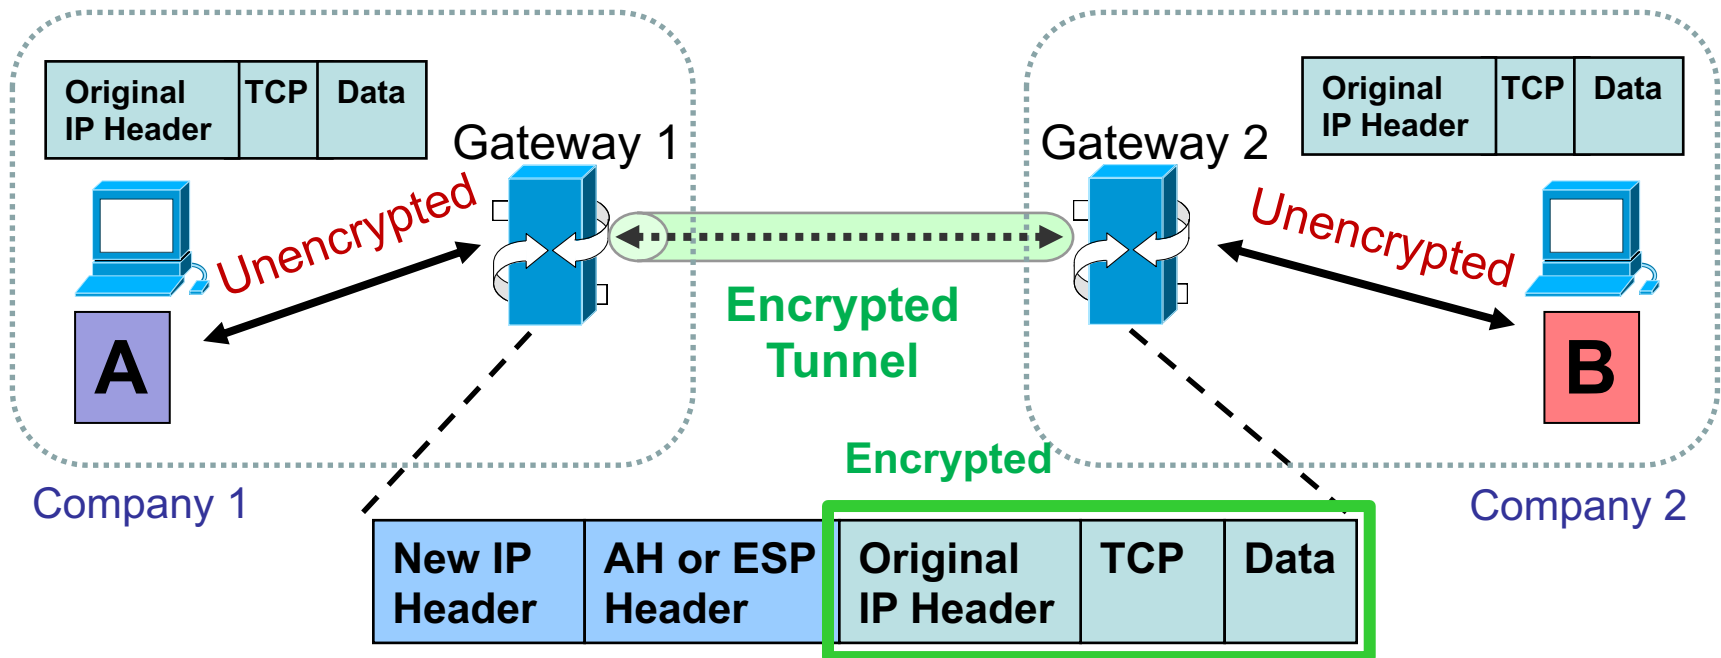 Original
IP Header
TCP
Data
Gateway 1
Unencrypted
A
Company 1
Encrypted
Tunnel
Gateway 2
Original
IP Header
TCP
Data
Unencrypted
B
Company 2
Encrypted
New IP
Header
AH or ESP
Header
Original
IP Header
TCP
Data